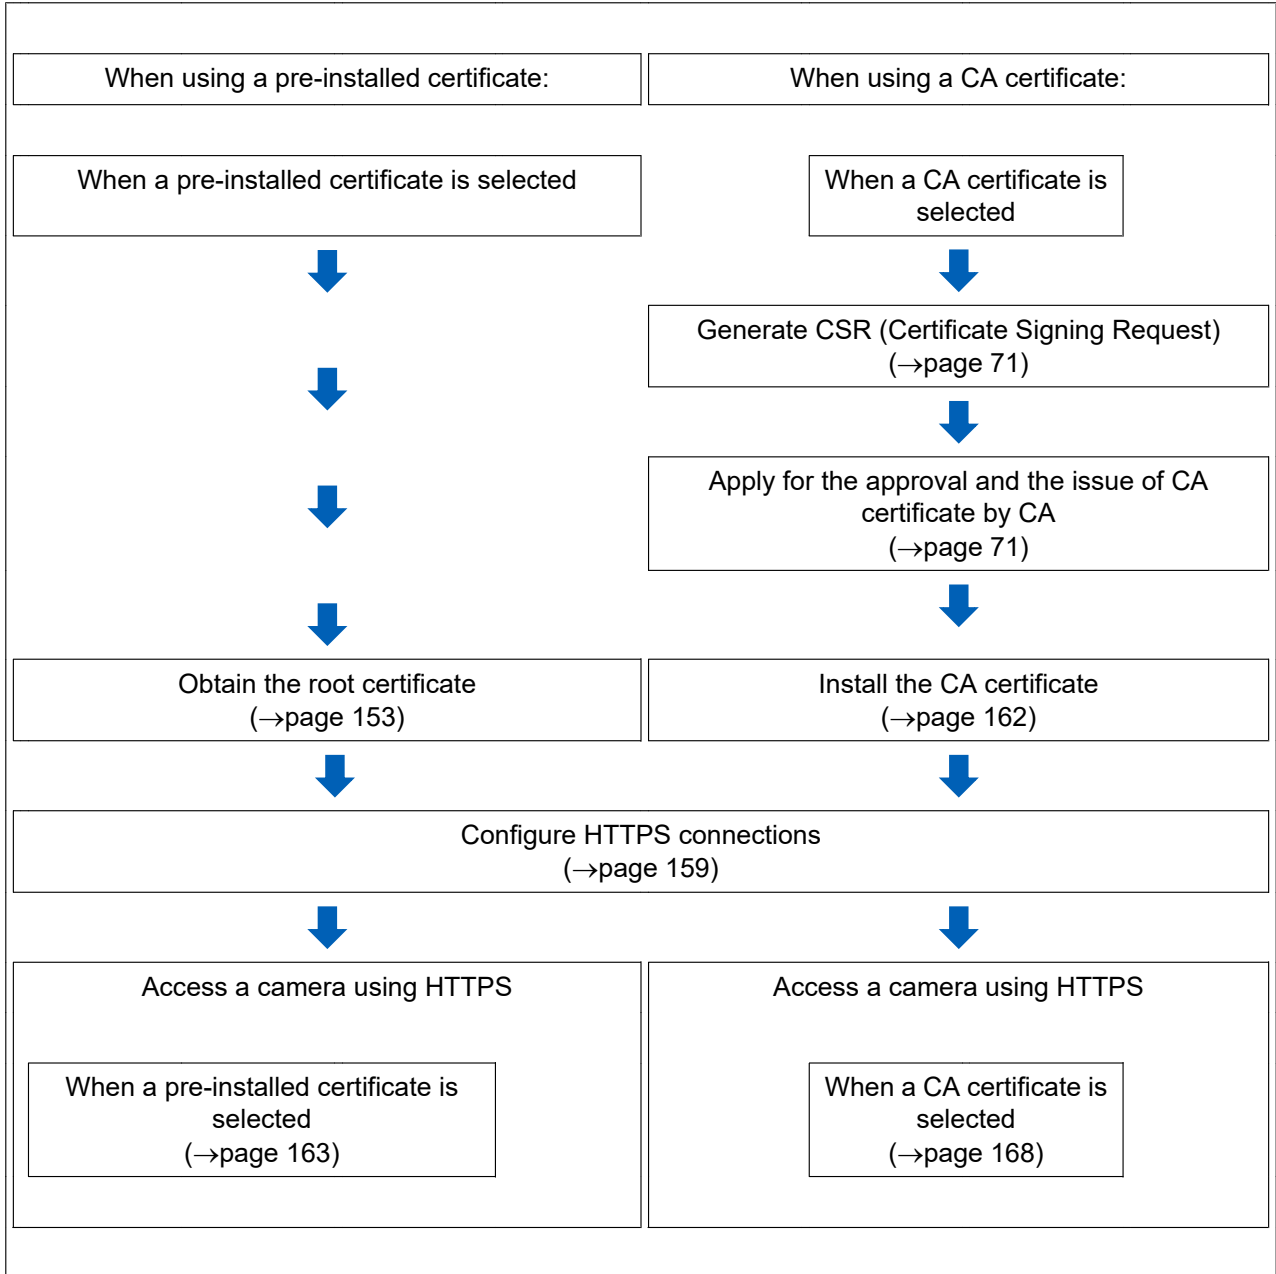 When using a pre-installed certificate:
When using a CA certificate:
When a pre-installed certificate is selected
When a CA certificate is
selected
Generate CSR (Certificate Signing Request)
(→page 71)
Apply for the approval and the issue of CA
certificate by CA
(→page 71)
Obtain the root certificate
(→page 153)
Install the CA certificate
(→page 162)
Configure HTTPS connections
(→page 159)
Access a camera using HTTPS
When a pre-installed certificate is
selected
(→page 163)
Access a camera using HTTPS
When a CA certificate is
selected
(→page 168)